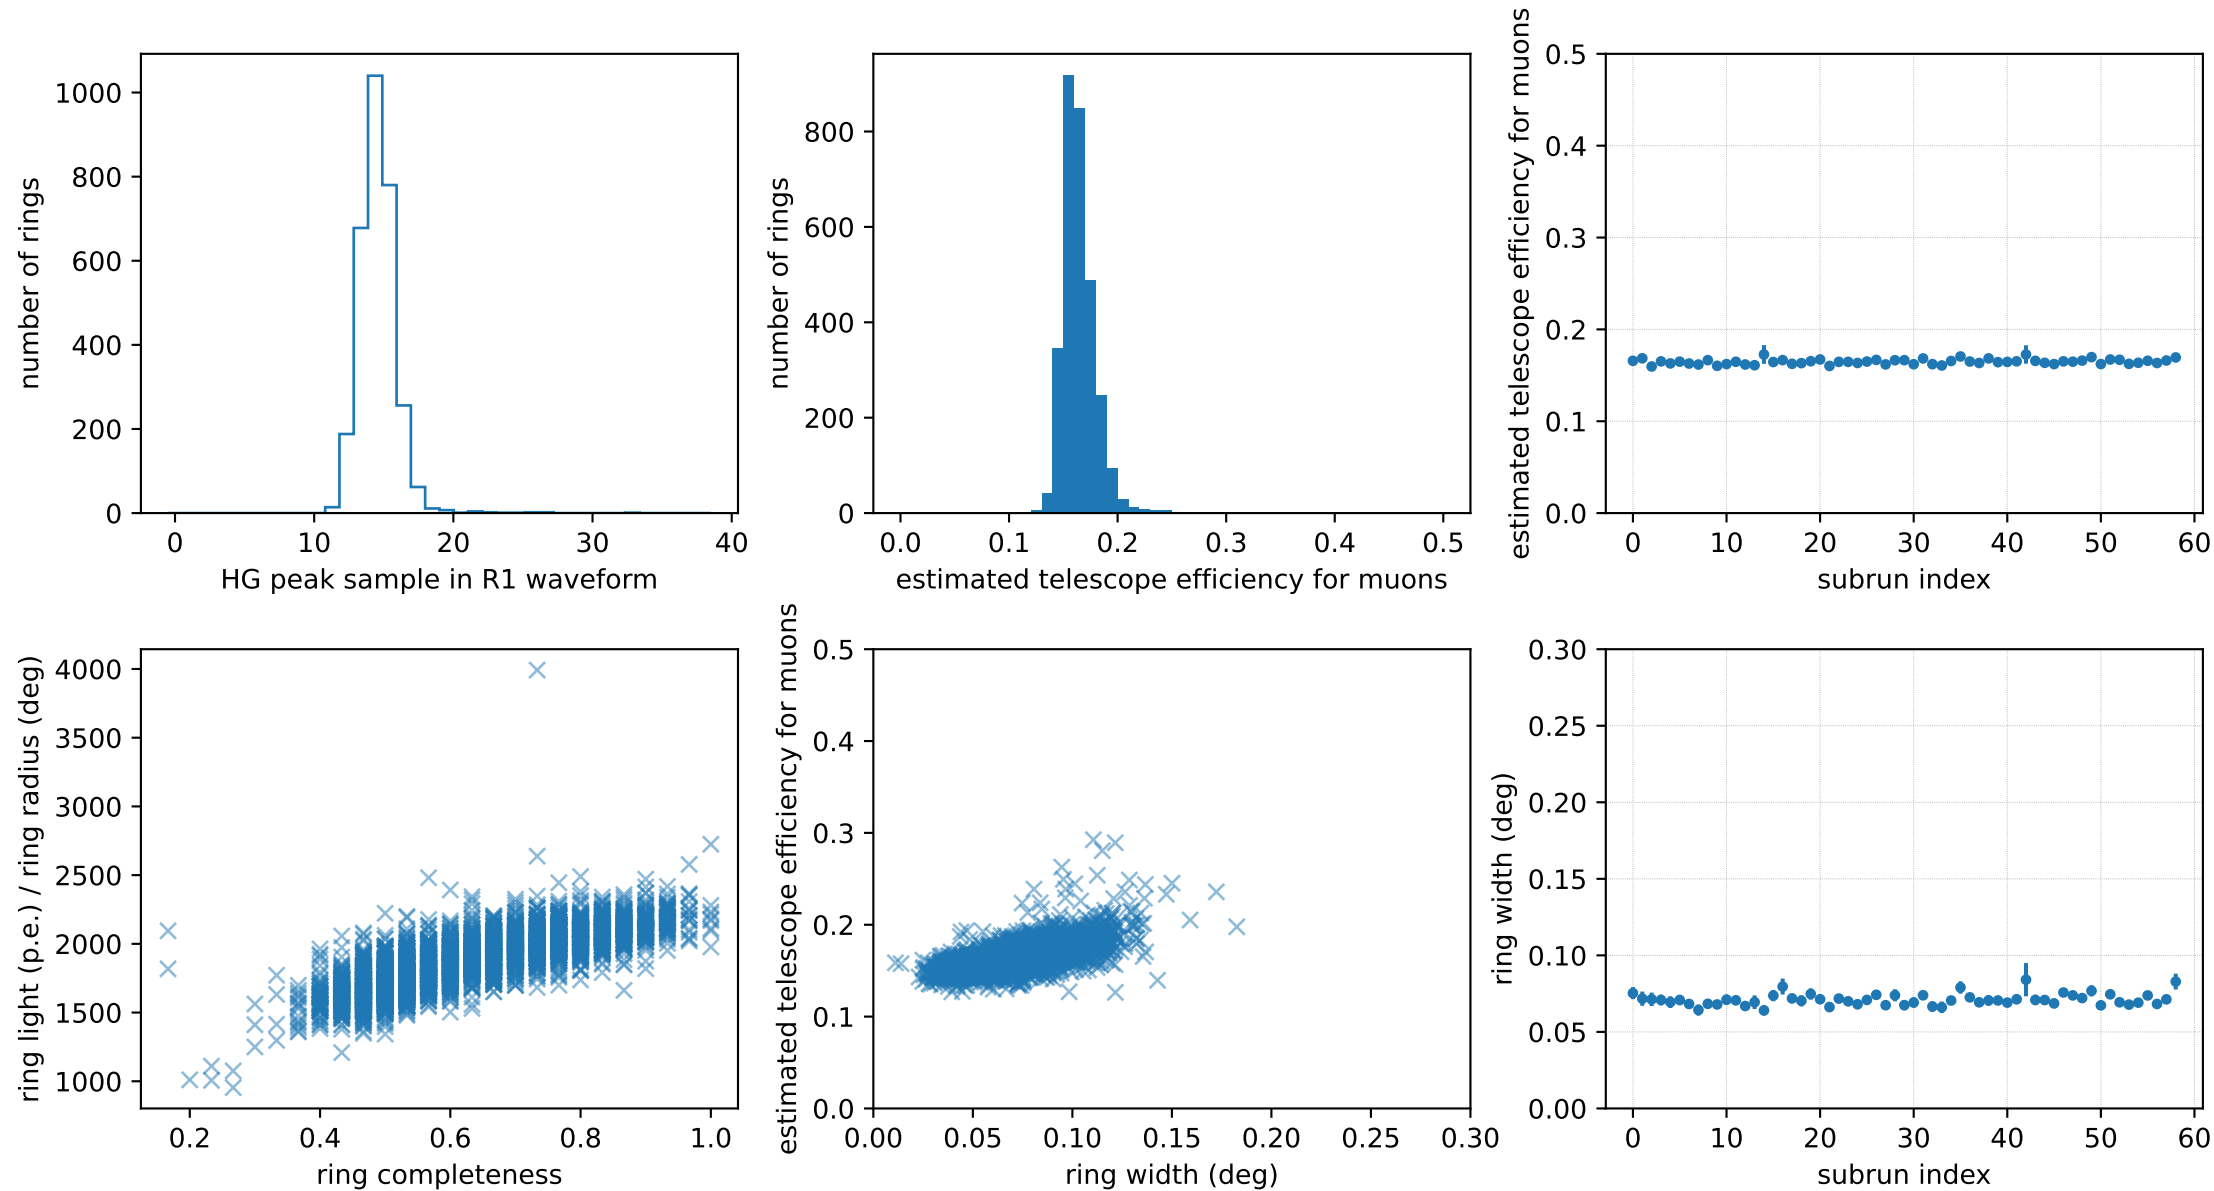 number of rings
1000
800
600
400
200
0
0 10 20 30 40
HG peak sample in R1 waveform
number of rings
800
600
400
200
0
0.0 0.1 0.2 0.3 0.4 0.5
estimated telescope efficiency for muons
estimated telescope efficiency for muons
0.5
0.4
0.3
0.2
0.1
0.0
0 10 20 30 40 50 60
subrun index
ring light (p.e.) / ring radius (deg)
4000
3500
3000
2500
2000
1500
1000
0.2 0.4 0.6 0.8 1.0
ring completeness
estimated telescope efficiency for muons
0.5
0.4
0.3
0.2
0.1
0.0
0.00 0.05 0.10 0.15 0.20 0.25 0.30
ring width (deg)
ring width (deg)
0.30
0.25
0.20
0.15
0.10
0.05
0.00
0 10 20 30 40 50 60
subrun index